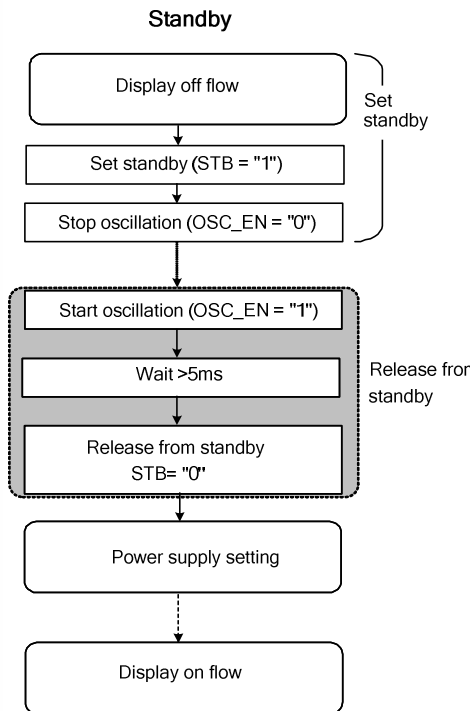 Standby
Display off flow
Set
standby
Set standby (STB = "1")
Stop oscillation (OSC_EN = "0")
Start oscillation (OSC_EN = "1")
Wait >5ms
Release from
standby
Release from standby
STB= "0"
Power supply setting
Display on flow